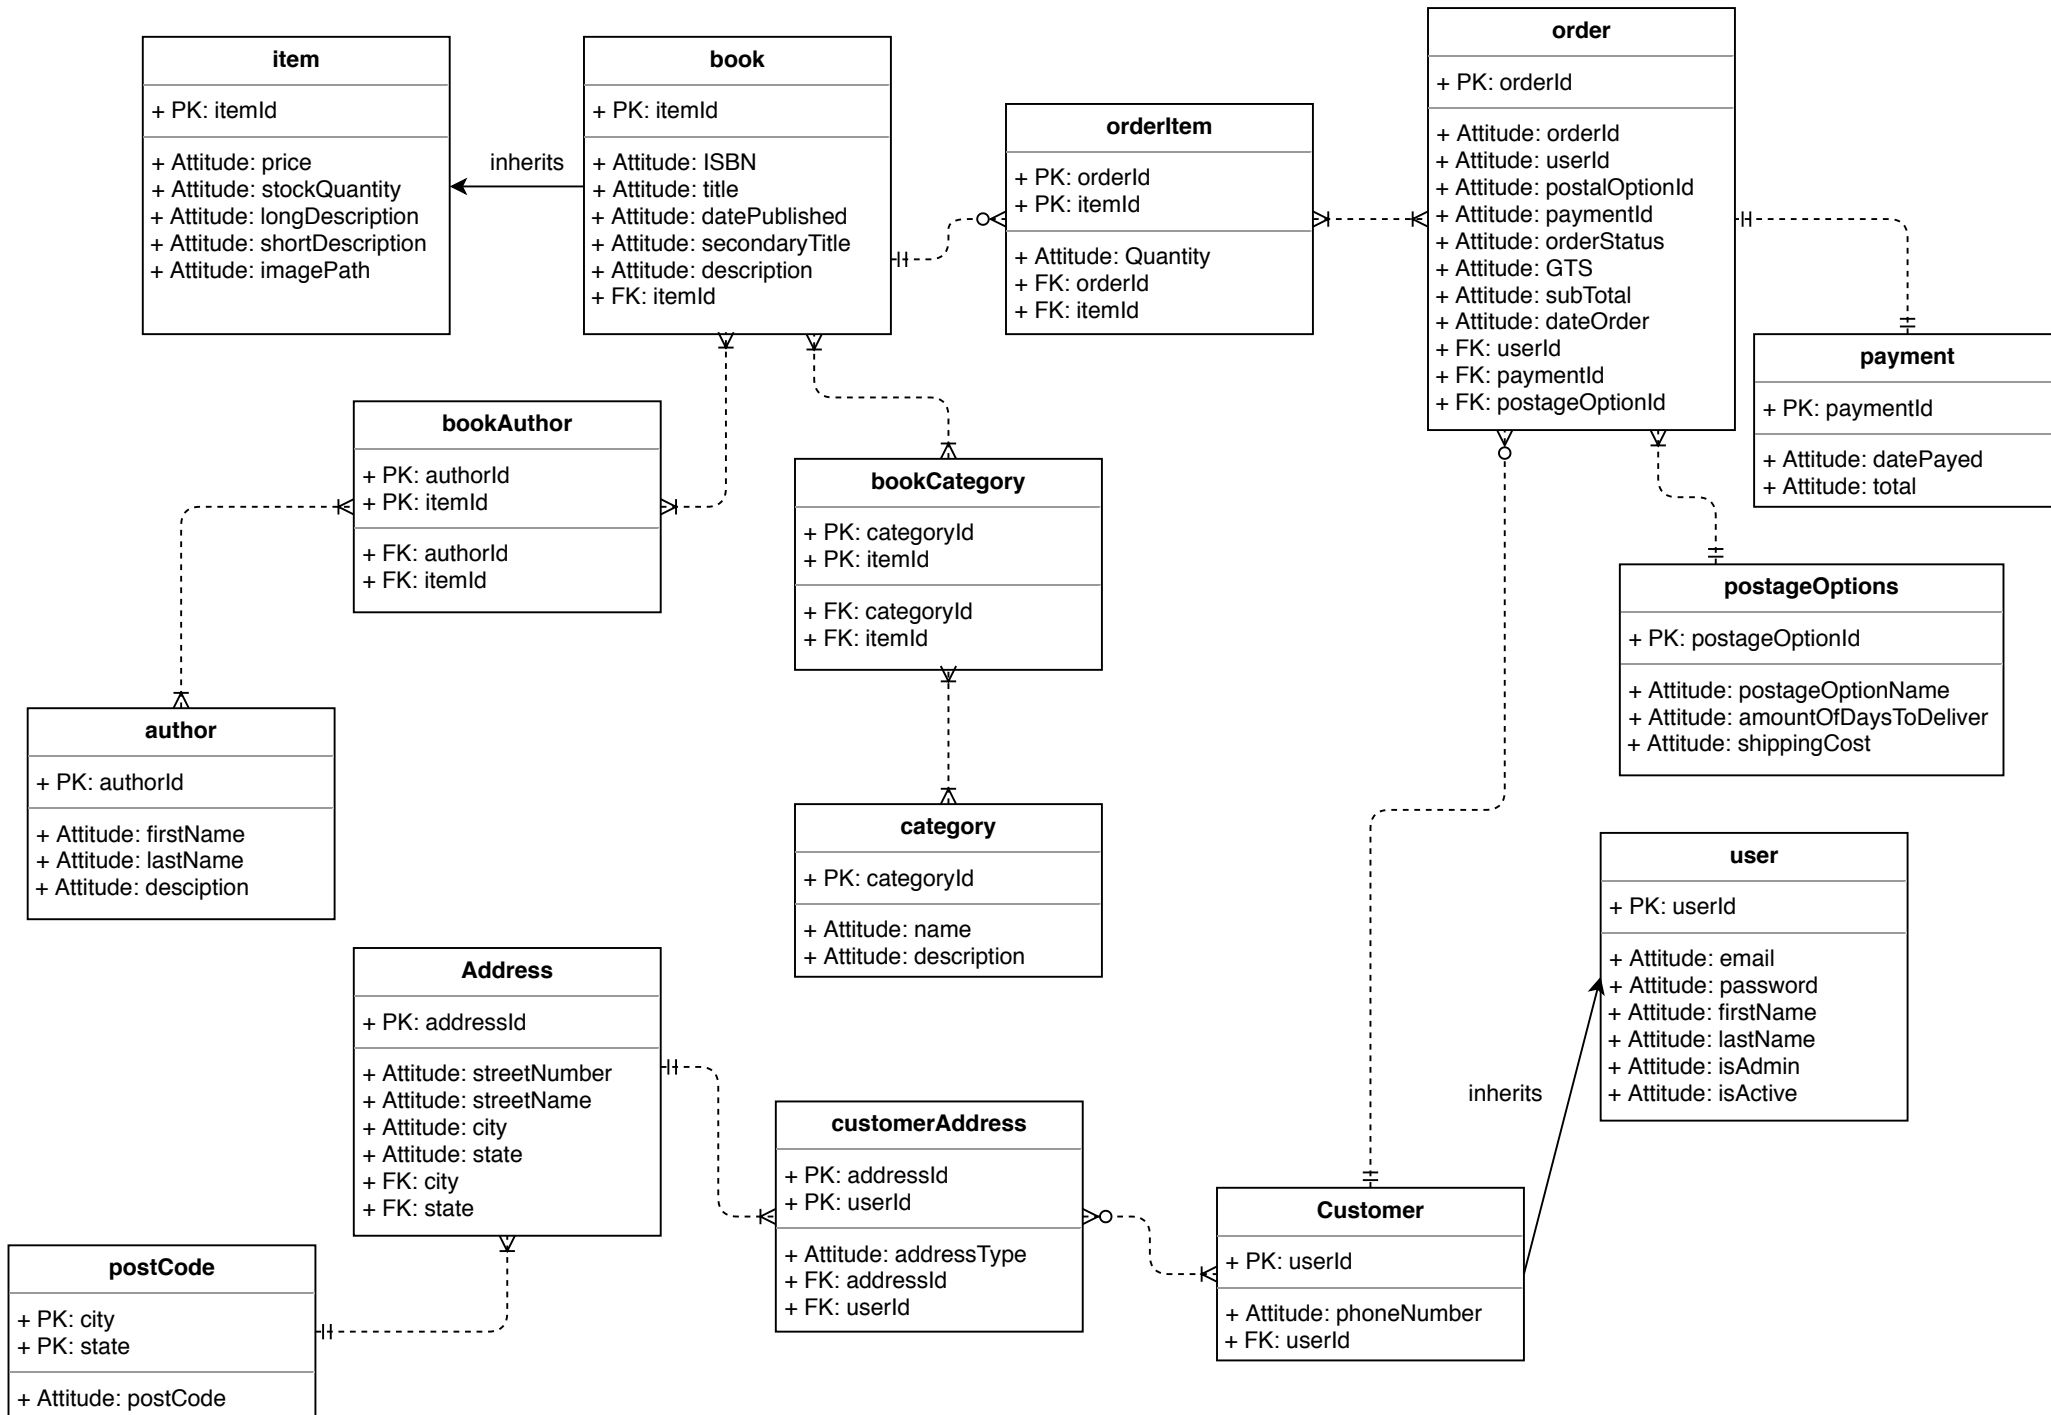 item
+ PK: itemId
+ Attitude: price
+ Attitude: stockQuantity
+ Attitude: longDescription
+ Attitude: shortDescription
+ Attitude: imagePath
inherits
book
+ PK: itemId
+ Attitude: ISBN
+ Attitude: title
+ Attitude: datePublished
+ Attitude: secondaryTitle
+ Attitude: description
+ FK: itemId
orderItem
+ PK: orderId
+ PK: itemId
+ Attitude: Quantity
+ FK: orderId
+ FK: itemId
order
+ PK: orderId
+ Attitude: orderId
+ Attitude: userId
+ Attitude: postalOptionId
+ Attitude: paymentId
+ Attitude: orderStatus
+ Attitude: GTS
+ Attitude: subTotal
+ Attitude: dateOrder
+ FK: userId
+ FK: paymentId
+ FK: postageOptionId
payment
+ PK: paymentId
+ Attitude: datePayed
+ Attitude: total
bookAuthor
+ PK: authorId
+ PK: itemId
+ FK: authorId
+ FK: itemId
bookCategory
+ PK: categoryId
+ PK: itemId
+ FK: categoryId
+ FK: itemId
postageOptions
+ PK: postageOptionId
+ Attitude: postageOptionName
+ Attitude: amountOfDaysToDeliver
+ Attitude: shippingCost
author
+ PK: authorId
+ Attitude: firstName
+ Attitude: lastName
+ Attitude: desciption
category
+ PK: categoryId
+ Attitude: name
+ Attitude: description
user
+ PK: userId
+ Attitude: email
+ Attitude: password
+ Attitude: firstName
+ Attitude: lastName
+ Attitude: isAdmin
+ Attitude: isActive
inherits
Address
+ PK: addressId
+ Attitude: streetNumber
+ Attitude: streetName
+ Attitude: city
+ Attitude: state
+ FK: city
+ FK: state
customerAddress
+ PK: addressId
+ PK: userId
+ Attitude: addressType
+ FK: addressId
+ FK: userId
Customer
+ PK: userId
+ Attitude: phoneNumber
+ FK: userId
postCode
+ PK: city
+ PK: state
+ Attitude: postCode